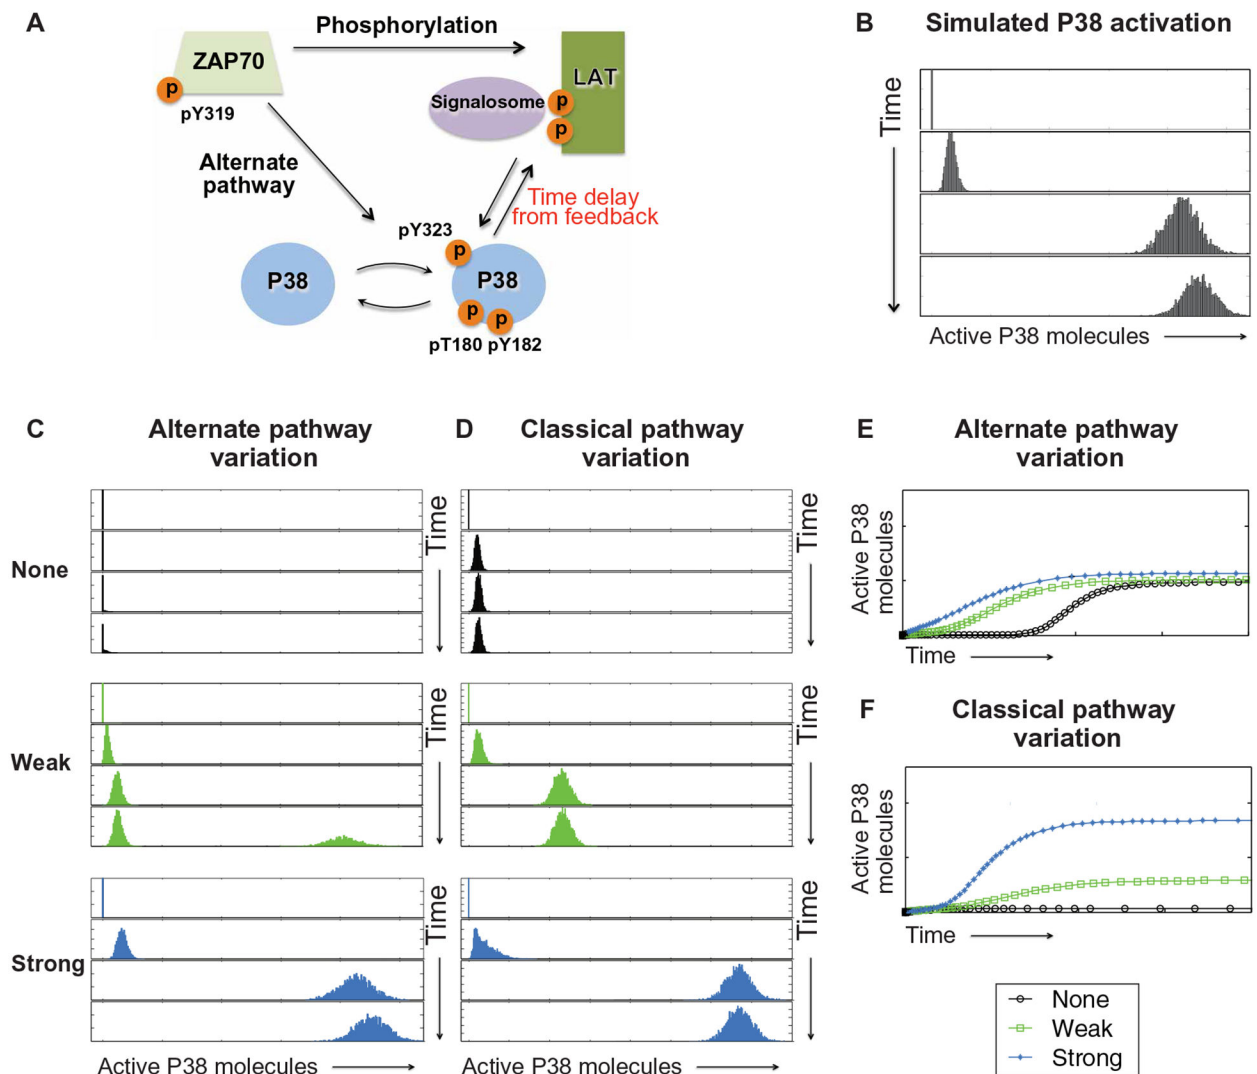 A
Phosphorylation
ZAP70
LAT
Signalosome
p
p
p
pY319
Alternate
pathway
Time delay
from feedback
pY323
p
P38
P38
p
p
pT180 pY182
B
Simulated P38 activation
Time
Active P38 molecules
C
Alternate pathway
variation
D
Classical pathway
variation
None
Time
Time
Weak
Time
Time
Strong
Time
Time
Active P38 molecules
Active P38 molecules
E
Alternate pathway
variation
Active P38
molecules
Time
F
Classical pathway
variation
Active P38
molecules
Time
None
Weak
Strong